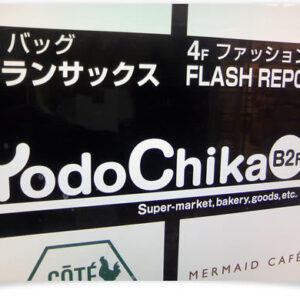 バッグ
ランサックス
4F ファッション
FLASH REPO
YodoChika B2F
Super-market, bakery, goods, etc.
CÔTÉ
MERMAID CAFÉ